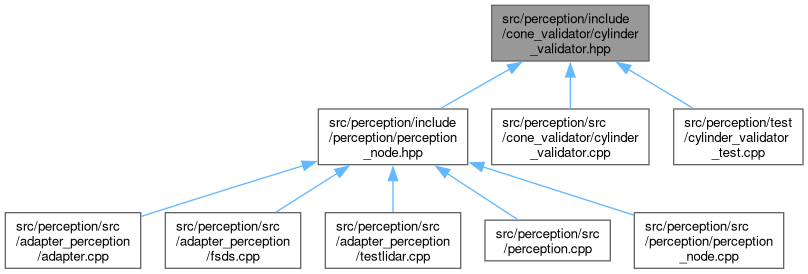 src/perception/include
/cone_validator/cylinder
_validator.hpp
src/perception/include
/perception/perception
_node.hpp
src/perception/src
/cone_validator/cylinder
_validator.cpp
src/perception/test
/cylinder_validator
_test.cpp
src/perception/src
/adapter_perception
/adapter.cpp
src/perception/src
/adapter_perception
/fsds.cpp
src/perception/src
/adapter_perception
/testlidar.cpp
src/perception/src
/perception.cpp
src/perception/src
/perception/perception
_node.cpp